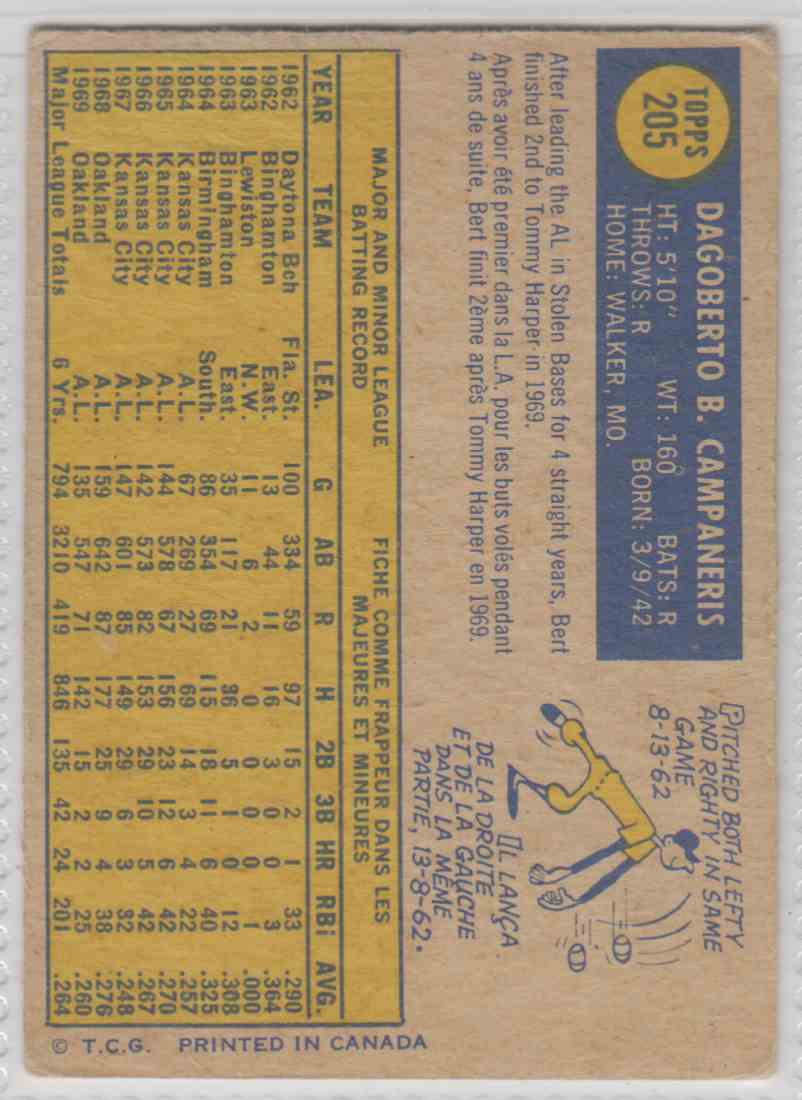 TOPPS
205
DAGOBERTO B. CAMPANERIS
HT: 5'10" WT: 160 BATS: R
THROWS: R BORN: 3/9/42
HOME: WALKER, MO.
After leading the AL in Stolen Bases for 4 straight years, Bert
finished 2nd to Tommy Harper in 1969.
Après avoir été premier dans la L.A. pour les buts volés pendant
4 ans de suite, Bert finit 2ème après Tommy Harper en 1969.
PITCHED BOTH LEFTY
AND RIGHTY IN SAME
GAME
8-13-62
IL LANÇA
DE LA DROITE
ET DE LA GAUCHE
DANS LA MÊME
PARTIE, 13-8-62.
MAJOR AND MINOR LEAGUE
BATTING RECORD
FICHE COMME FRAPPEUR DANS LES
MAJEURES ET MINEURES
YEAR TEAM LEA. G AB R H 2B 3B HR RBi AVG.
1962 Daytona Bch Fla. St. 100 334 59 97 15 2 1 33 .290
1962 Binghamton East. 13 44 11 16 3 0 0 3 .364
1963 Lewiston N.W. 11 6 2 0 0 0 0 1 .000
1963 Binghamton East. 35 117 21 36 5 1 0 12 .308
1964 Birmingham South. 86 354 69 115 18 11 6 40 .325
1964 Kansas City A.L. 67 269 27 69 14 3 4 22 .257
1965 Kansas City A.L. 144 578 67 156 23 12 6 42 .270
1966 Kansas City A.L. 142 573 82 153 29 10 5 42 .267
1967 Kansas City A.L. 147 601 85 149 29 6 3 32 .248
1968 Oakland A.L. 159 642 87 177 25 9 4 38 .276
1969 Oakland A.L. 135 547 71 142 15 2 2 25 .260
Major League Totals 6 Yrs. 794 3210 419 846 135 42 24 201 .264
© T.C.G. PRINTED IN CANADA